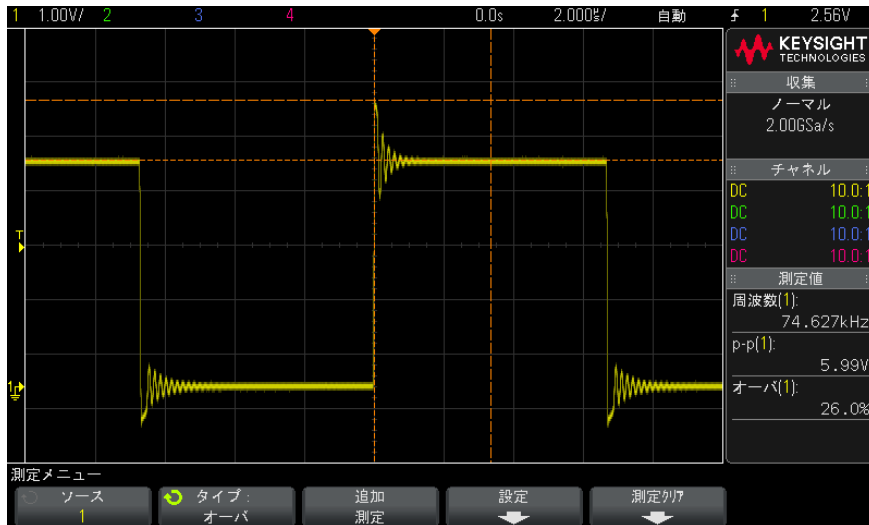 1 1.00V/ 2 3 4 0.0s 2.000㎲/ 自動 1 2.56V
KEYSIGHT
TECHNOLOGIES
収集
ノーマル
2.00GSa/s
チャネル
DC 10.0:1
DC 10.0:1
DC 10.0:1
DC 10.0:1
測定値
周波数(1):
74.627kHz
p-p(1):
5.99V
オーバ(1):
26.0%
T
1
測定メニュー
ソース タイプ: 追加 設定 測定ｸﾘｱ
1 オーバ 測定